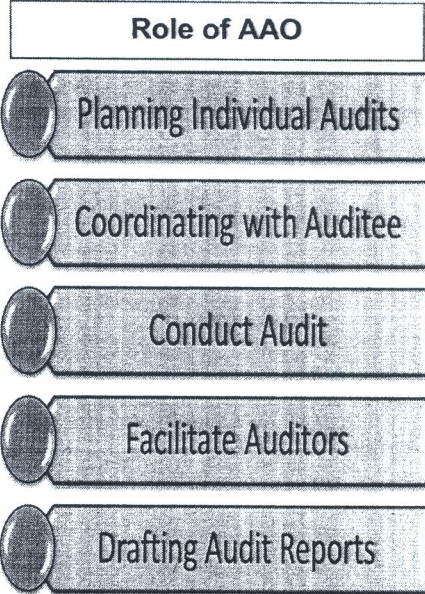 Role of AAO
Planning Individual Audits
Coordinating with Auditee
Conduct Audit
Facilitate Auditors
Drafting Audit Reports